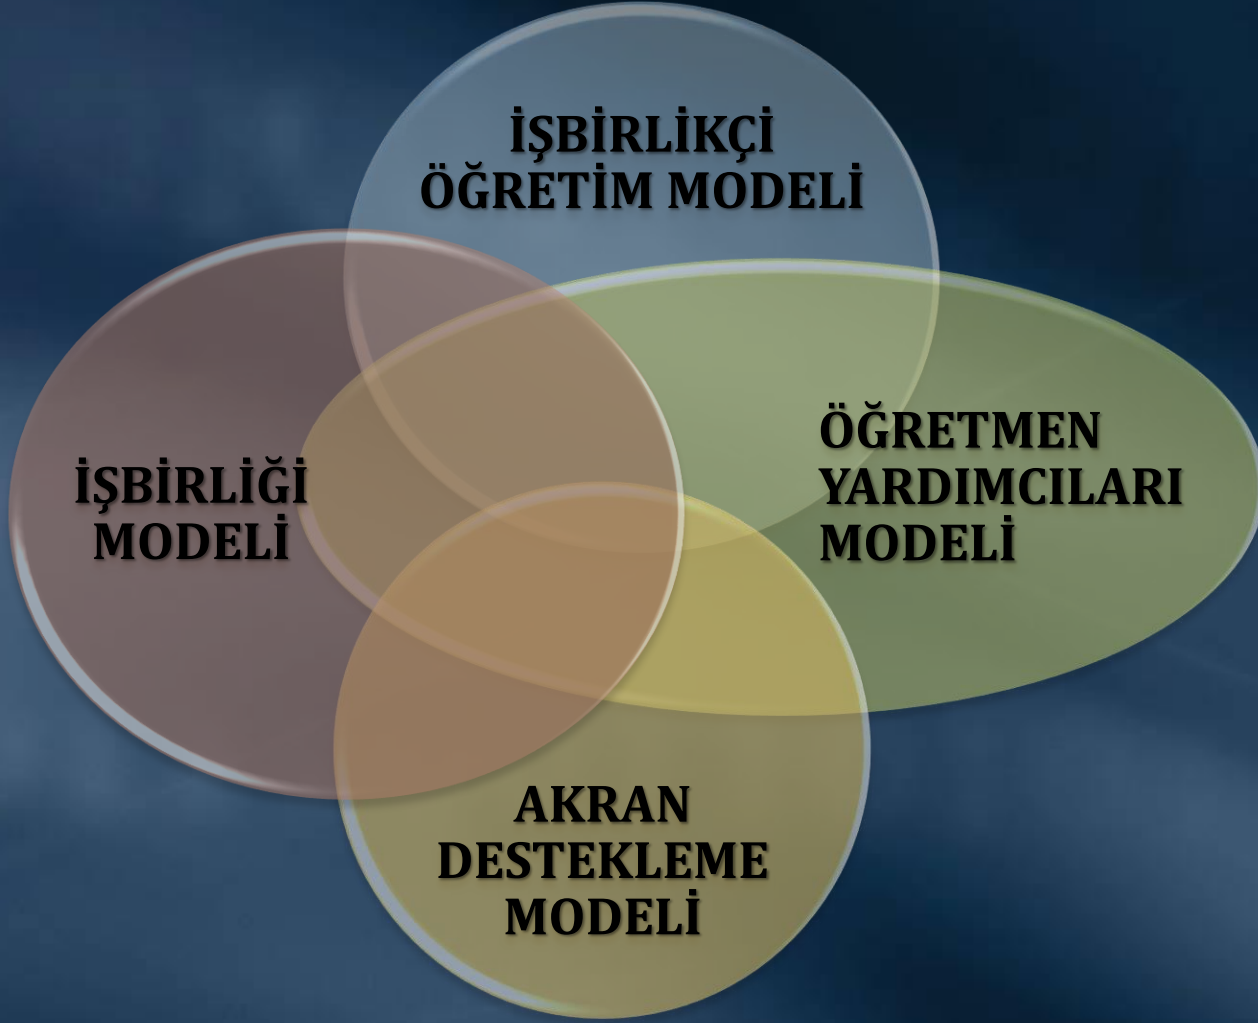 İŞBİRLİKÇİ
ÖĞRETİM MODELİ
ÖĞRETMEN
YARDIMCILARI
MODELİ
İŞBİRLİĞİ
MODELİ
AKRAN
DESTEKLEME
MODELİ